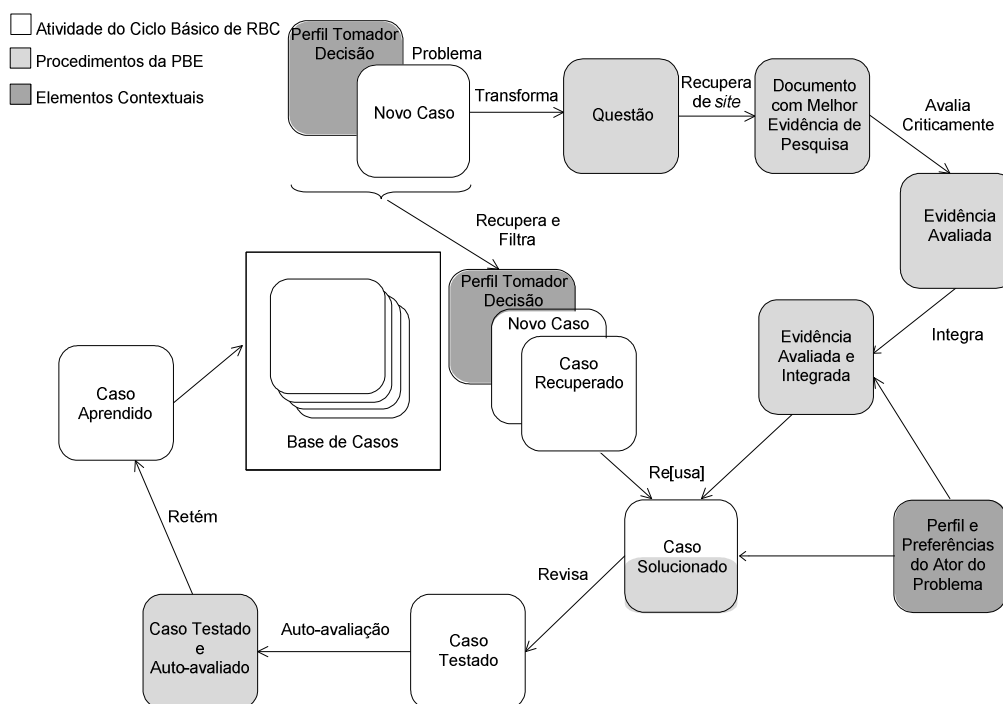 Atividade do Ciclo Básico de RBC
Procedimentos da PBE
Elementos Contextuais
Perfil Tomador
Decisão
Problema
Novo Caso
Transforma
Questão
Recupera
de site
Documento
com Melhor
Evidência de
Pesquisa
Avalia
Criticamente
Evidência
Avaliada
Integra
Evidência
Avaliada e
Integrada
Recupera e
Filtra
Perfil Tomador
Decisão
Novo Caso
Caso
Recuperado
Base de Casos
Caso
Aprendido
Re[usa]
Perfil e
Preferências
do Ator do
Problema
Caso
Solucionado
Revisa
Caso
Testado
Auto-avaliação
Caso Testado
e
Auto-avaliado
Retém